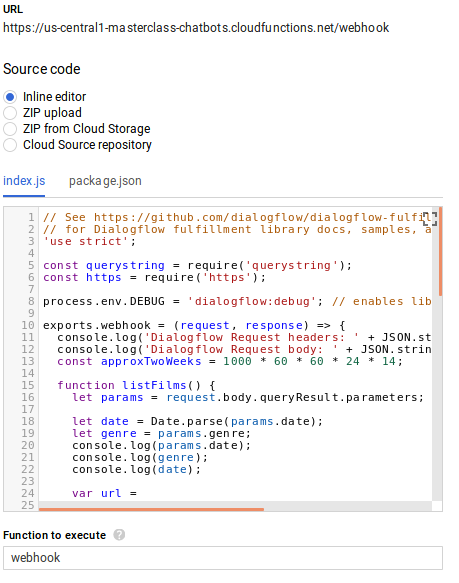 URL
https://us-central1-masterclass-chatbots.cloudfunctions.net/webhook
Source code
Inline editor
ZIP upload
ZIP from Cloud Storage
Cloud Source repository
index.js package.json
1 // See https://github.com/dialogflow/dialogflow-fulfil
2 // for Dialogflow fulfillment library docs, samples, a
3 'use strict';
4
5 const querystring = require('querystring');
6 const https = require('https');
7
8 process.env.DEBUG = 'dialogflow:debug'; // enables lib
9
10 exports.webhook = (request, response) => {
11 console.log('Dialogflow Request headers: ' + JSON.st
12 console.log('Dialogflow Request body: ' + JSON.strin
13 const approxTwoWeeks = 1000 * 60 * 60 * 24 * 14;
14
15 function listFilms() {
16 let params = request.body.queryResult.parameters;
17
18 let date = Date.parse(params.date);
19 let genre = params.genre;
20 console.log(params.date);
21 console.log(genre);
22 console.log(date);
23
24 var url =
25
Function to execute ?
webhook